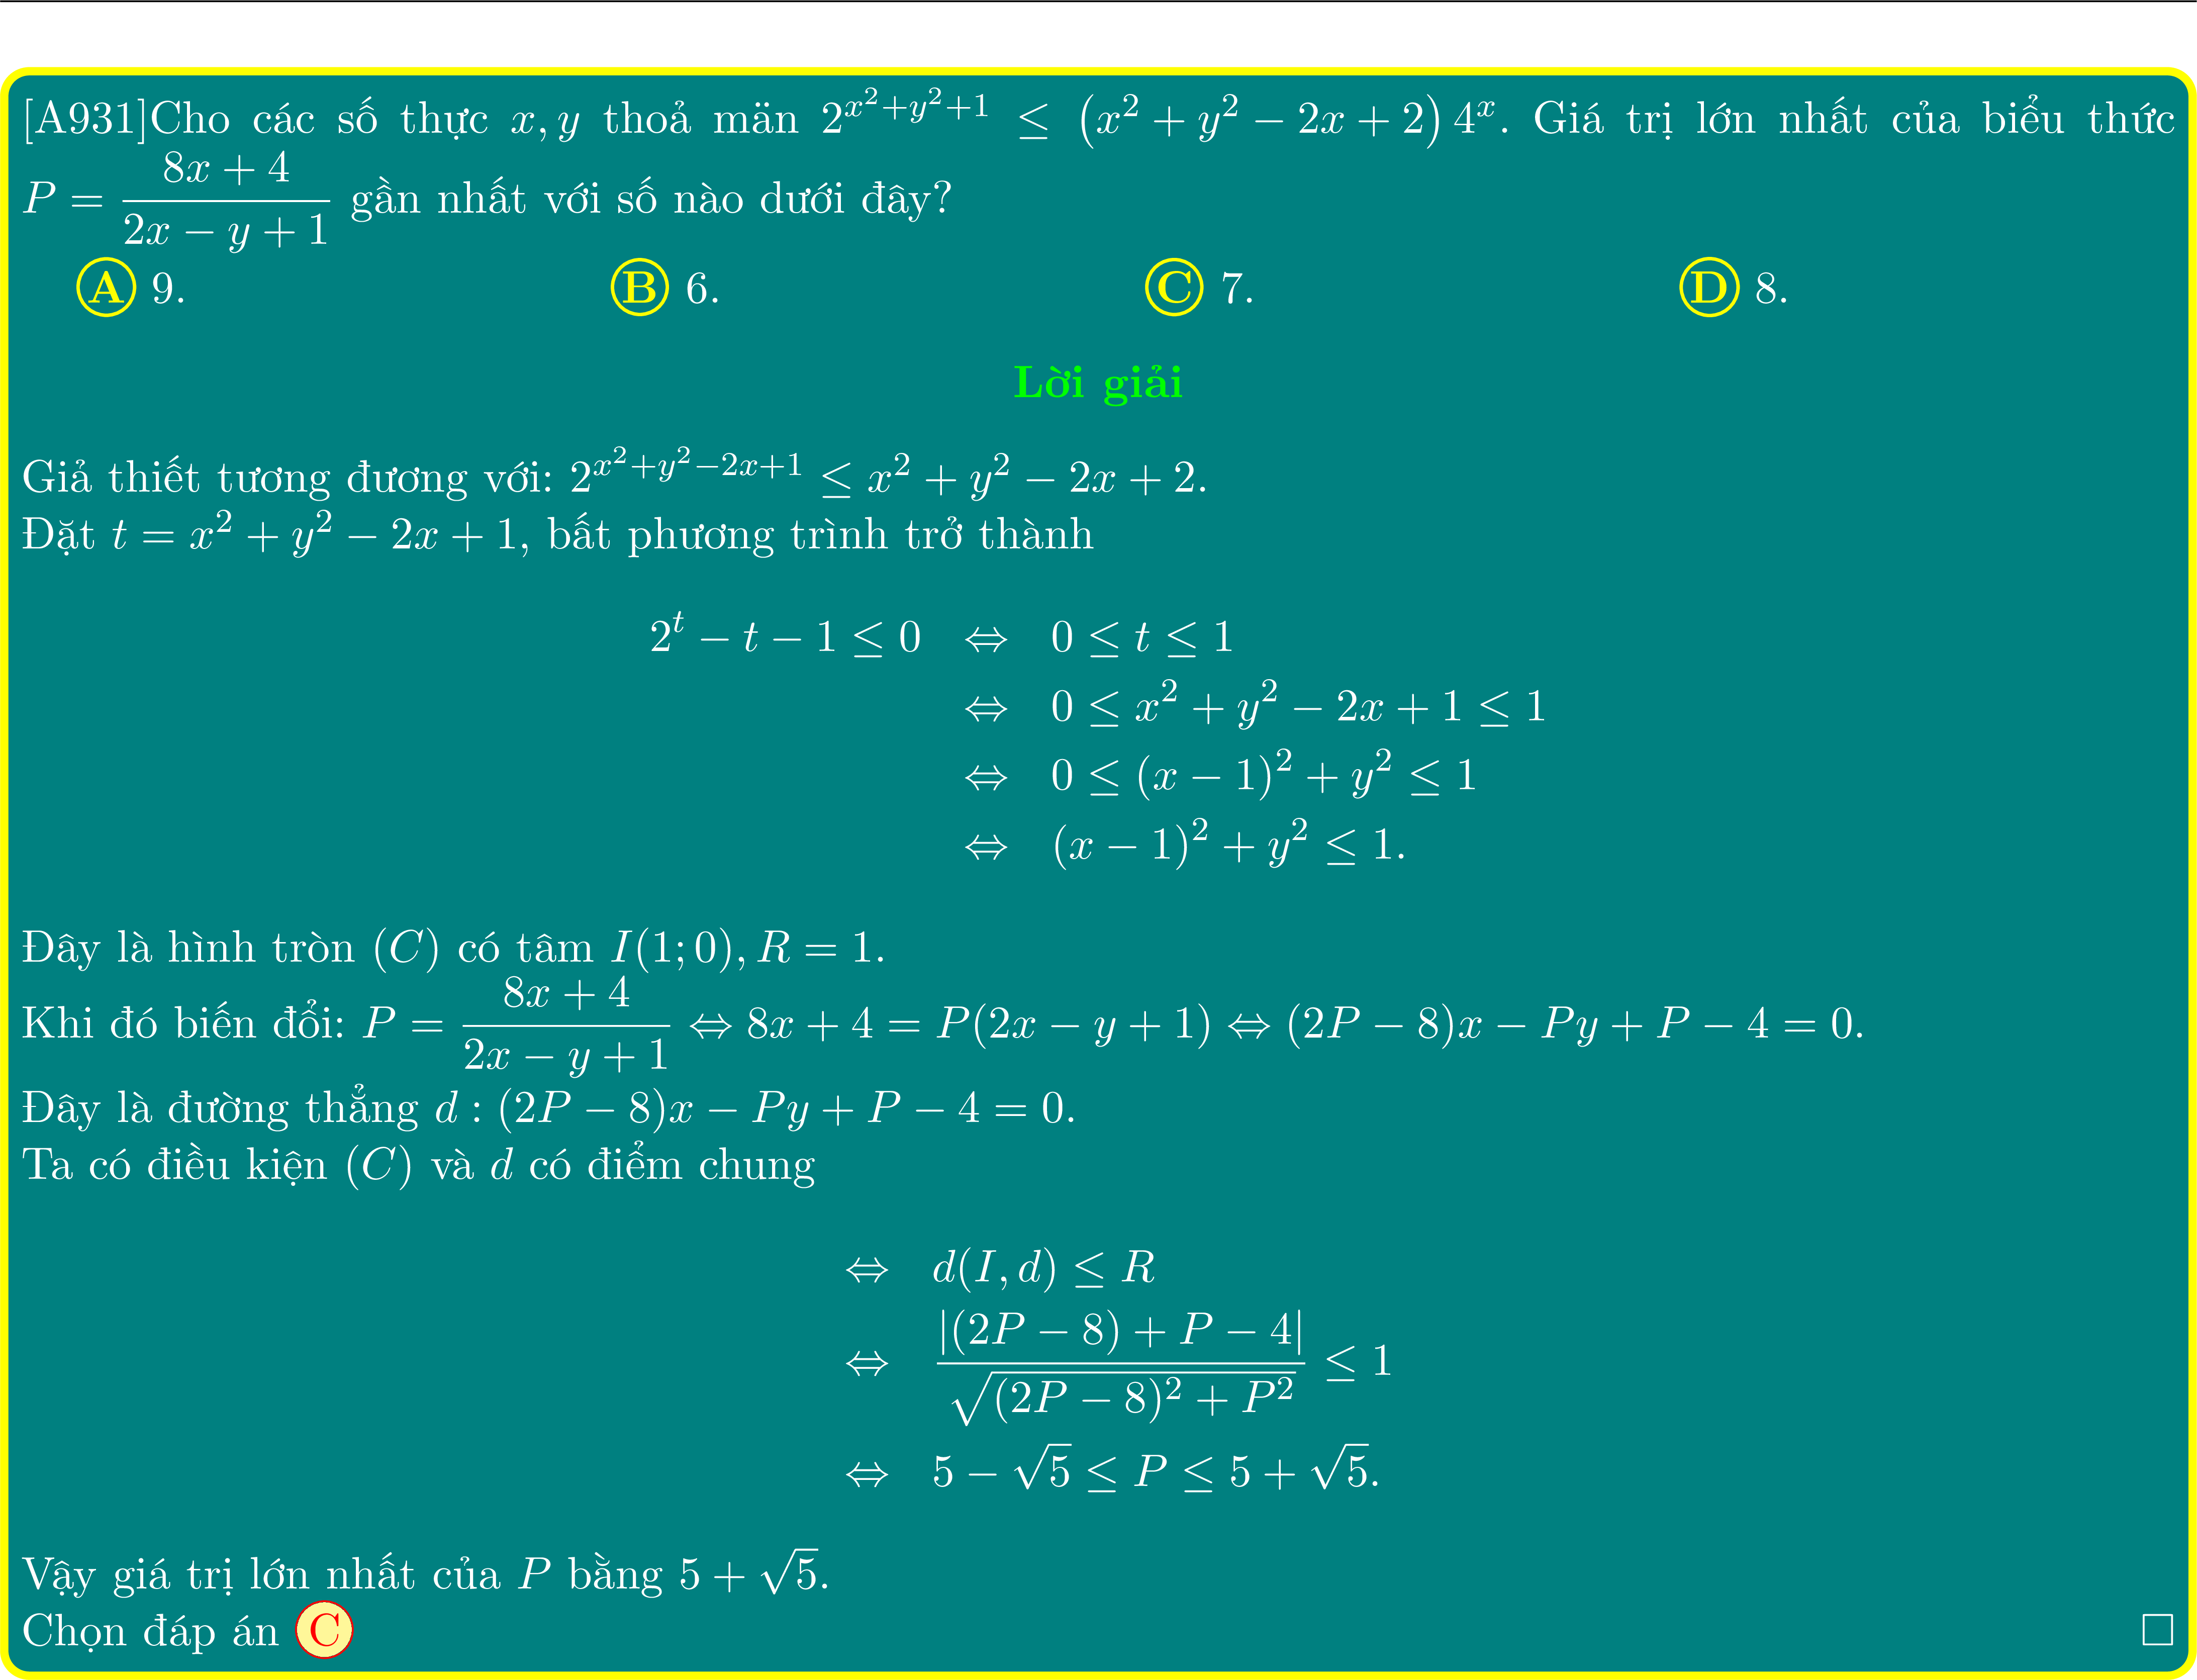 [A931]Cho các số thực $x, y$ thoả mãn $2^{x^2+y^2+1} \leq (x^2 + y^2 - 2x + 2) 4^x$. Giá trị lớn nhất của biểu thức
$P = \dfrac{8x + 4}{2x - y + 1}$ gần nhất với số nào dưới đây?
Ⓐ 9. Ⓑ 6. Ⓒ 7. Ⓓ 8.
Lời giải
Giả thiết tương đương với: $2^{x^2+y^2-2x+1} \leq x^2 + y^2 - 2x + 2$.
Đặt $t = x^2 + y^2 - 2x + 1$, bất phương trình trở thành
$2^t - t - 1 \leq 0 \Leftrightarrow 0 \leq t \leq 1$
$\Leftrightarrow 0 \leq x^2 + y^2 - 2x + 1 \leq 1$
$\Leftrightarrow 0 \leq (x - 1)^2 + y^2 \leq 1$
$\Leftrightarrow (x - 1)^2 + y^2 \leq 1.$
Đây là hình tròn $(C)$ có tâm $I(1; 0), R = 1$.
Khi đó biến đổi: $P = \dfrac{8x + 4}{2x - y + 1} \Leftrightarrow 8x + 4 = P(2x - y + 1) \Leftrightarrow (2P - 8)x - Py + P - 4 = 0$.
Đây là đường thẳng $d : (2P - 8)x - Py + P - 4 = 0$.
Ta có điều kiện $(C)$ và $d$ có điểm chung
$\Leftrightarrow d(I, d) \leq R$
$\Leftrightarrow \dfrac{|(2P - 8) + P - 4|}{\sqrt{(2P - 8)^2 + P^2}} \leq 1$
$\Leftrightarrow 5 - \sqrt{5} \leq P \leq 5 + \sqrt{5}.$
Vậy giá trị lớn nhất của $P$ bằng $5 + \sqrt{5}$.
Chọn đáp án Ⓒ □